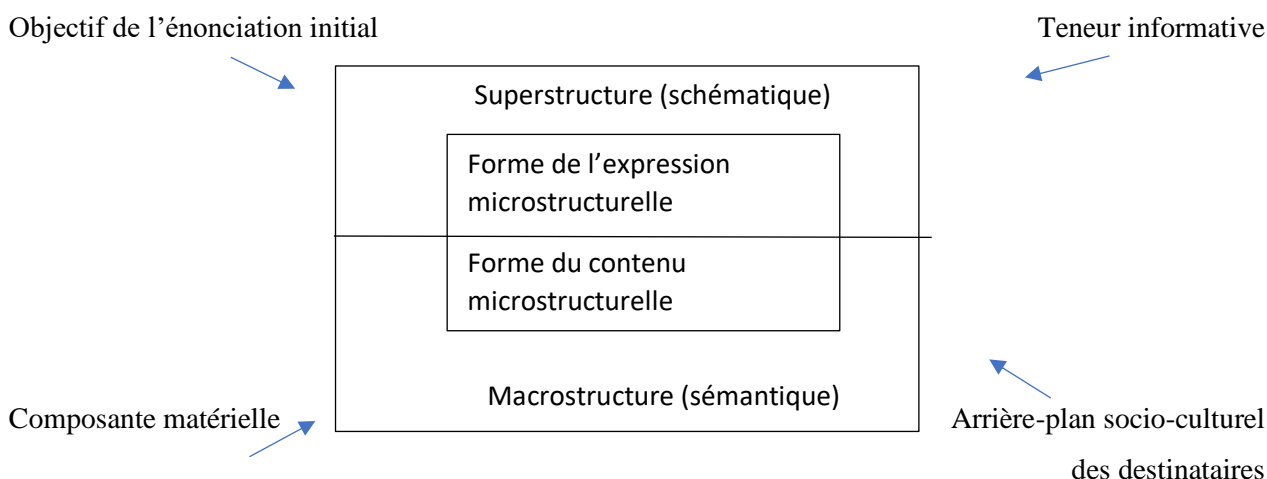 Objectif de l’énonciation initial
Teneur informative
Superstructure (schématique)
Forme de l’expression
microstructurelle
Forme du contenu
microstructurelle
Macrostructure (sémantique)
Composante matérielle
Arrière-plan socio-culturel
des destinataires